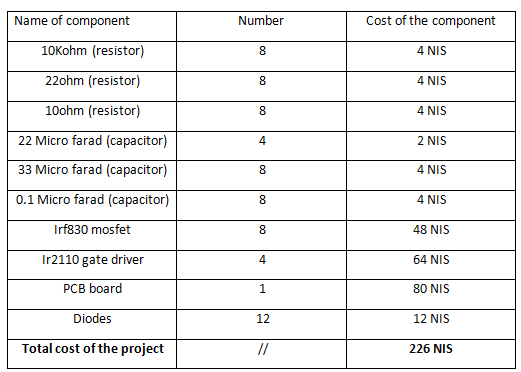 Name of component Number Cost of the component
10Kohm (resistor) 8 4 NIS
22ohm (resistor) 8 4 NIS
10ohm (resistor) 8 4 NIS
22 Micro farad (capacitor) 4 2 NIS
33 Micro farad (capacitor) 8 4 NIS
0.1 Micro farad (capacitor) 8 4 NIS
Irf830 mosfet 8 48 NIS
Ir2110 gate driver 4 64 NIS
PCB board 1 80 NIS
Diodes 12 12 NIS
Total cost of the project // 226 NIS